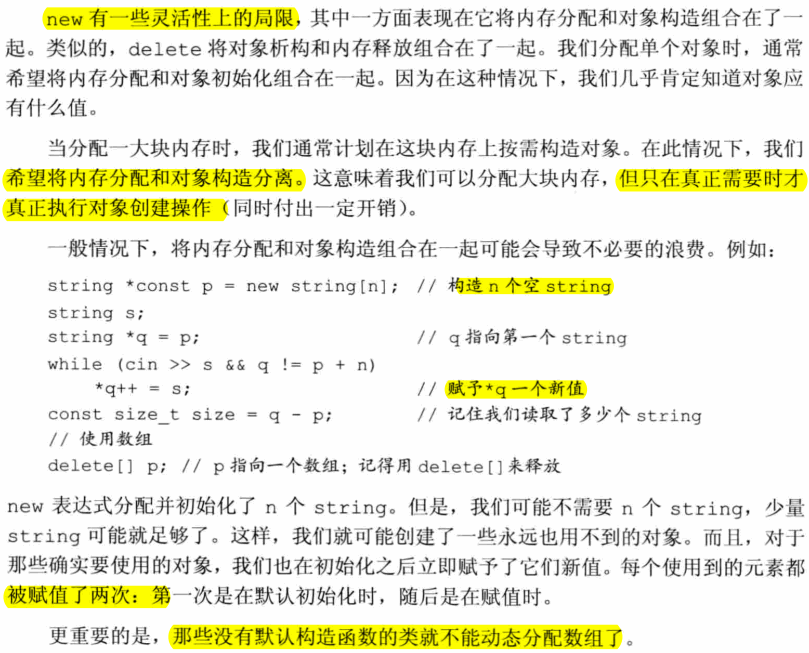 new 有一些灵活性上的局限，其中一方面表现在它将内存分配和对象构造组合在了一
起。类似的，delete 将对象析构和内存释放组合在了一起。我们分配单个对象时，通常
希望将内存分配和对象初始化组合在一起。因为在这种情况下，我们几乎肯定知道对象应
有什么值。
当分配一大块内存时，我们通常计划在这块内存上按需构造对象。在此情况下，我们
希望将内存分配和对象构造分离。这意味着我们可以分配大块内存，但只在真正需要时才
真正执行对象创建操作（同时付出一定开销）。
一般情况下，将内存分配和对象构造组合在一起可能会导致不必要的浪费。例如：
string *const p = new string[n]; // 构造 n 个空 string
string s;
string *q = p; // q 指向第一个 string
while (cin >> s && q != p + n)
*q++ = s; // 赋予*q 一个新值
const size_t size = q - p; // 记住我们读取了多少个 string
// 使用数组
delete[] p; // p 指向一个数组；记得用 delete[]来释放
new 表达式分配并初始化了 n 个 string。但是，我们可能不需要 n 个 string，少量
string 可能就足够了。这样，我们就可能创建了一些永远也用不到的对象。而且，对于
那些确实要使用的对象，我们也在初始化之后立即赋予了它们新值。每个使用到的元素都
被赋值了两次：第一次是在默认初始化时，随后是在赋值时。
更重要的是，那些没有默认构造函数的类就不能动态分配数组了。